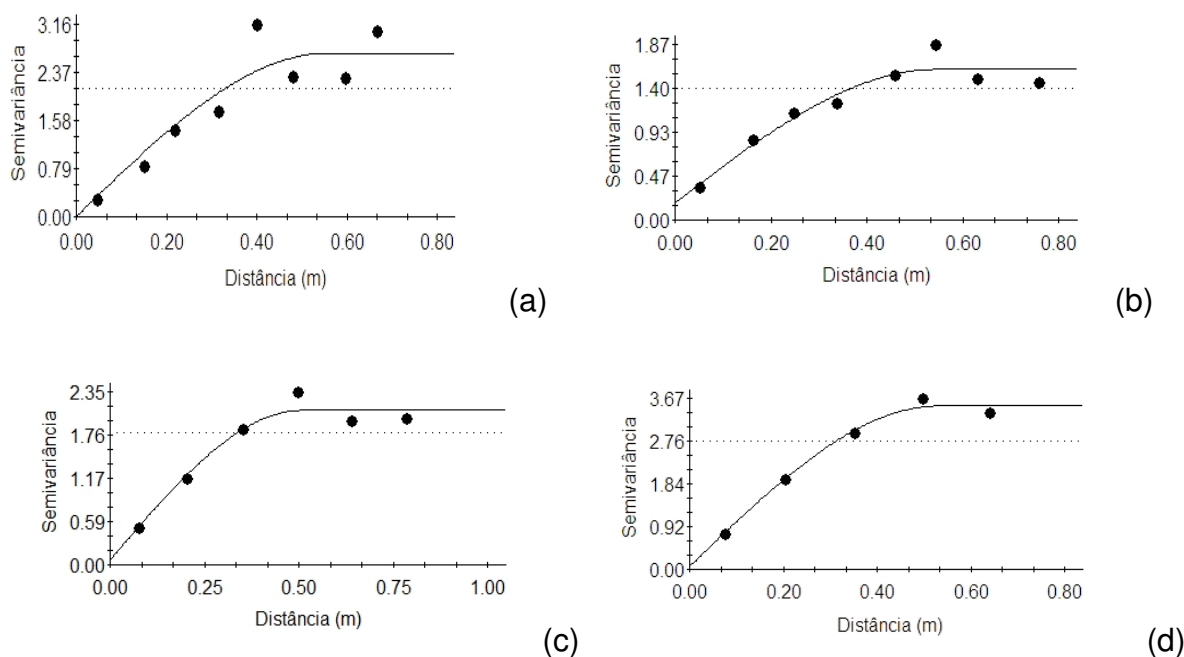 3.16
2.37
1.58
0.79
0.00
Semivariância
0.00 0.20 0.40 0.60 0.80
Distância (m)
(a)
1.87
1.40
0.93
0.47
0.00
Semivariância
0.00 0.20 0.40 0.60 0.80
Distância (m)
(b)
2.35
1.76
1.17
0.59
0.00
Semivariância
0.00 0.25 0.50 0.75 1.00
Distância (m)
(c)
3.67
2.76
1.84
0.92
0.00
Semivariância
0.00 0.20 0.40 0.60 0.80
Distância (m)
(d)